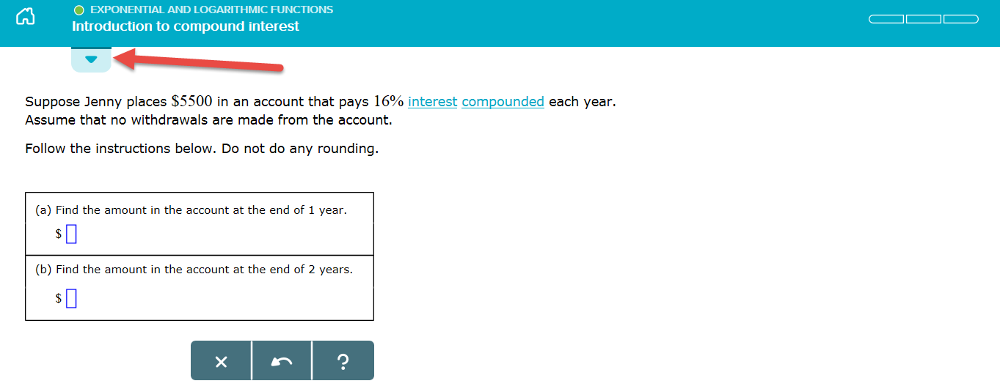 EXPONENTIAL AND LOGARITHMIC FUNCTIONS
Introduction to compound interest
Suppose Jenny places $5500 in an account that pays 16% interest compounded each year.
Assume that no withdrawals are made from the account.
Follow the instructions below. Do not do any rounding.
(a) Find the amount in the account at the end of 1 year.
$
(b) Find the amount in the account at the end of 2 years.
$
?